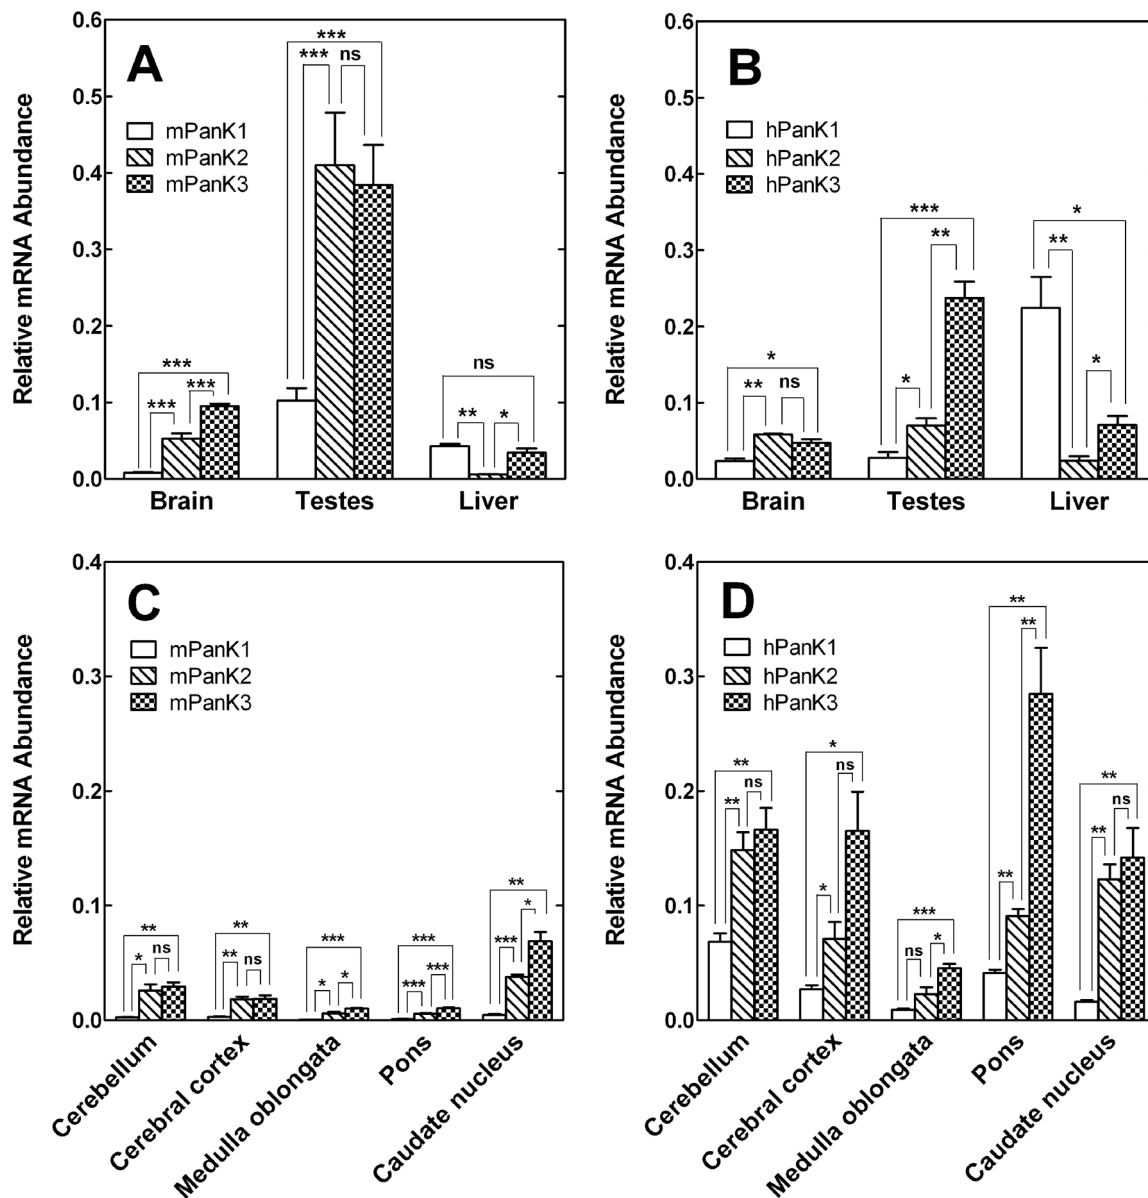 A
Relative mRNA Abundance
0.6
0.5
0.4
0.3
0.2
0.1
0.0
mPanK1
mPanK2
mPanK3
***
*** ns
***
*** ***
ns
** *
Brain Testes Liver
B
Relative mRNA Abundance
0.6
0.5
0.4
0.3
0.2
0.1
0.0
hPanK1
hPanK2
hPanK3
*
** ns
***
* **
*
** *
Brain Testes Liver
C
Relative mRNA Abundance
0.4
0.3
0.2
0.1
0.0
mPanK1
mPanK2
mPanK3
**
* ns
**
** ns
***
* *
***
*** ***
**
*** *
Cerebellum
Cerebral cortex
Medulla oblongata
Pons
Caudate nucleus
D
Relative mRNA Abundance
0.4
0.3
0.2
0.1
0.0
hPanK1
hPanK2
hPanK3
**
** ns
*
* ns
***
ns *
**
** **
**
** ns
Cerebellum
Cerebral cortex
Medulla oblongata
Pons
Caudate nucleus